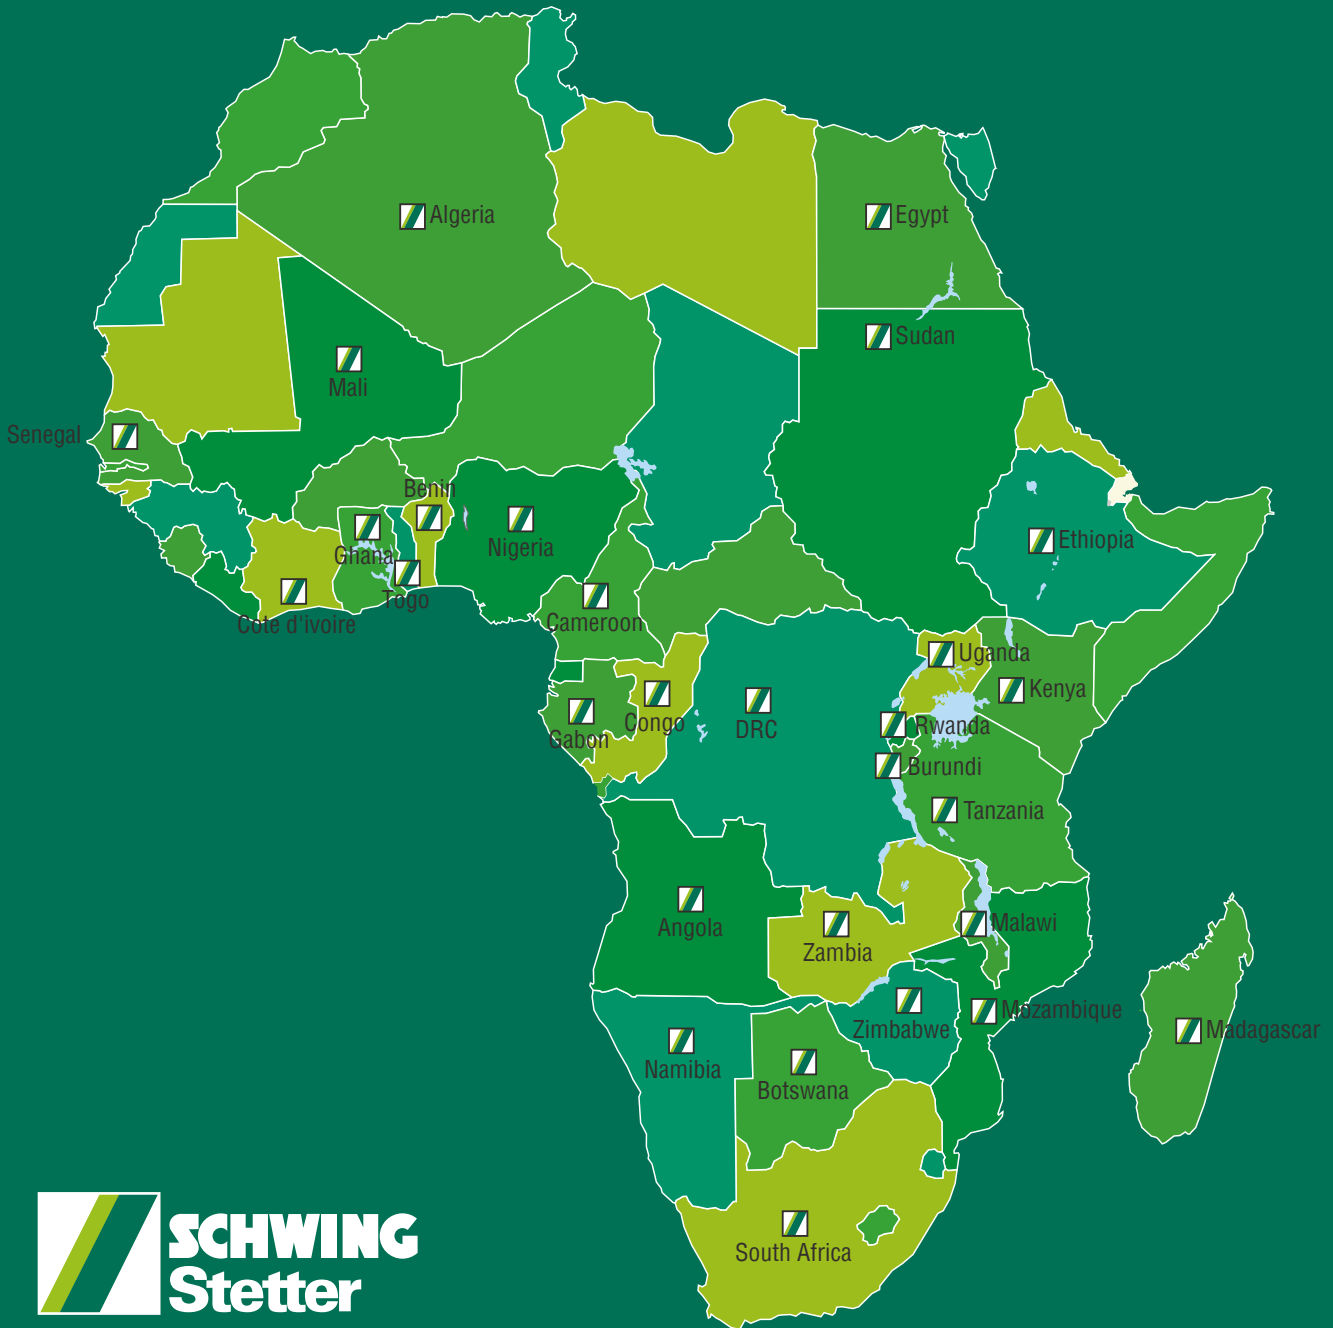 Algeria
Egypt
Sudan
Mali
Senegal
Benin
Ghana
Nigeria
Ethiopia
Togo
Cote d'ivoire
Cameroon
Uganda
Kenya
Congo
DRC
Rwanda
Gabon
Burundi
Tanzania
Angola
Malawi
Zambia
Mozambique
Zimbabwe
Madagascar
Namibia
Botswana
South Africa
SCHWING
Stetter